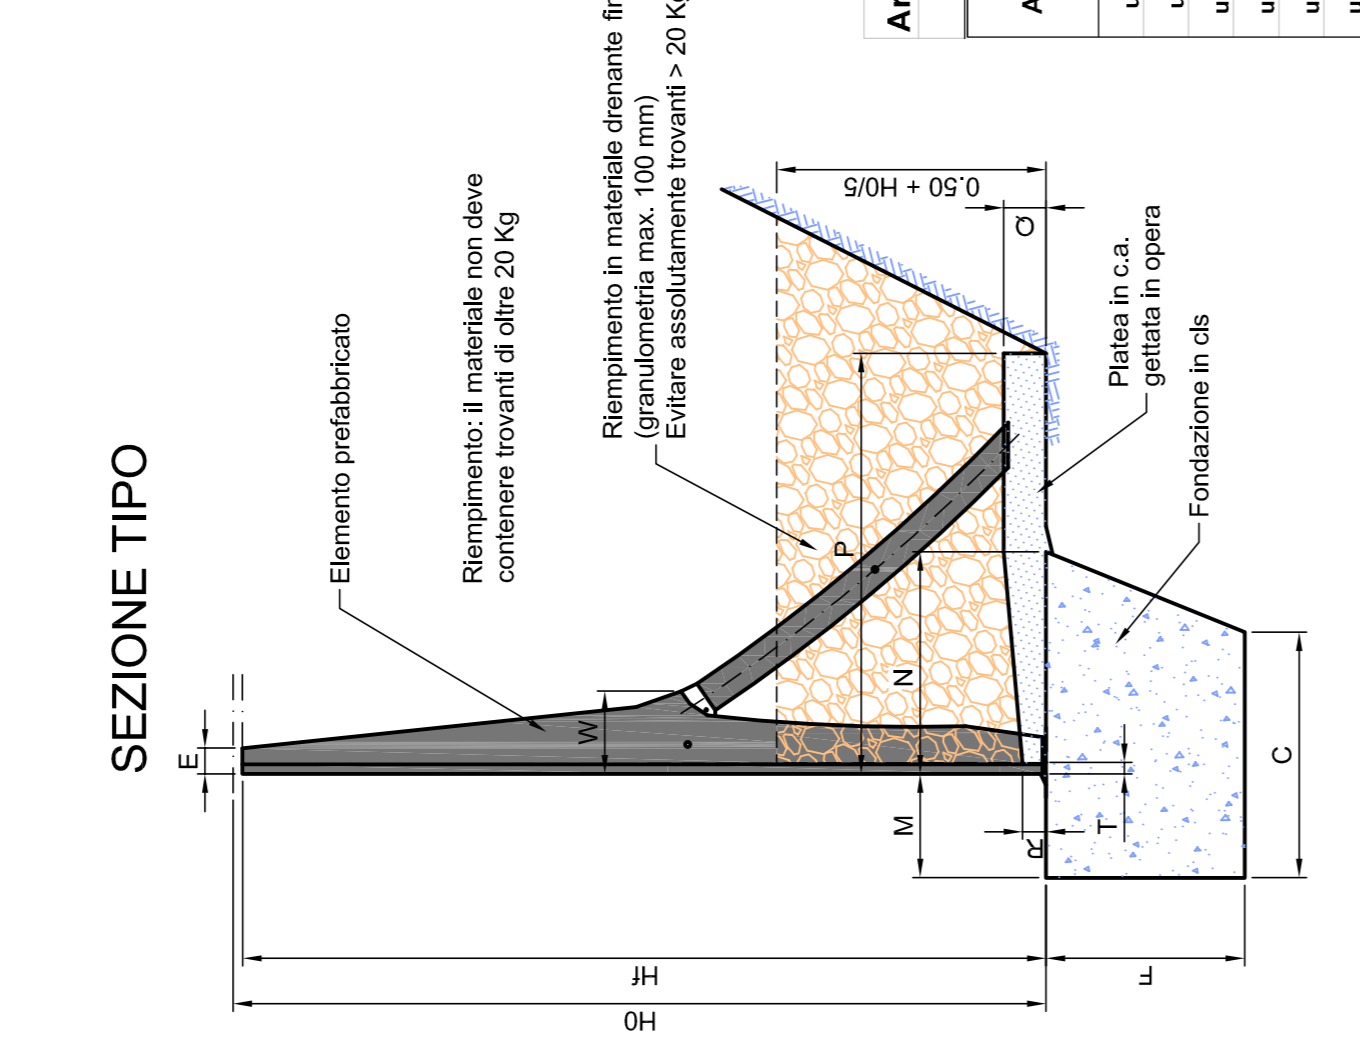 SEZIONE TIPO
Elemento prefabbricato
Riempimento: il materiale non deve
contenere trovanti di oltre 20 Kg
Riempimento in materiale drenante
(granulometria max. 100 mm)
Evitare assolutamente trovanti > 20
Platea in c.a.
gettata in opera
Fondazione in cls
E
W
P
N
M
R
T
Q
C
F
Hf
H0
0.50 + H0/5